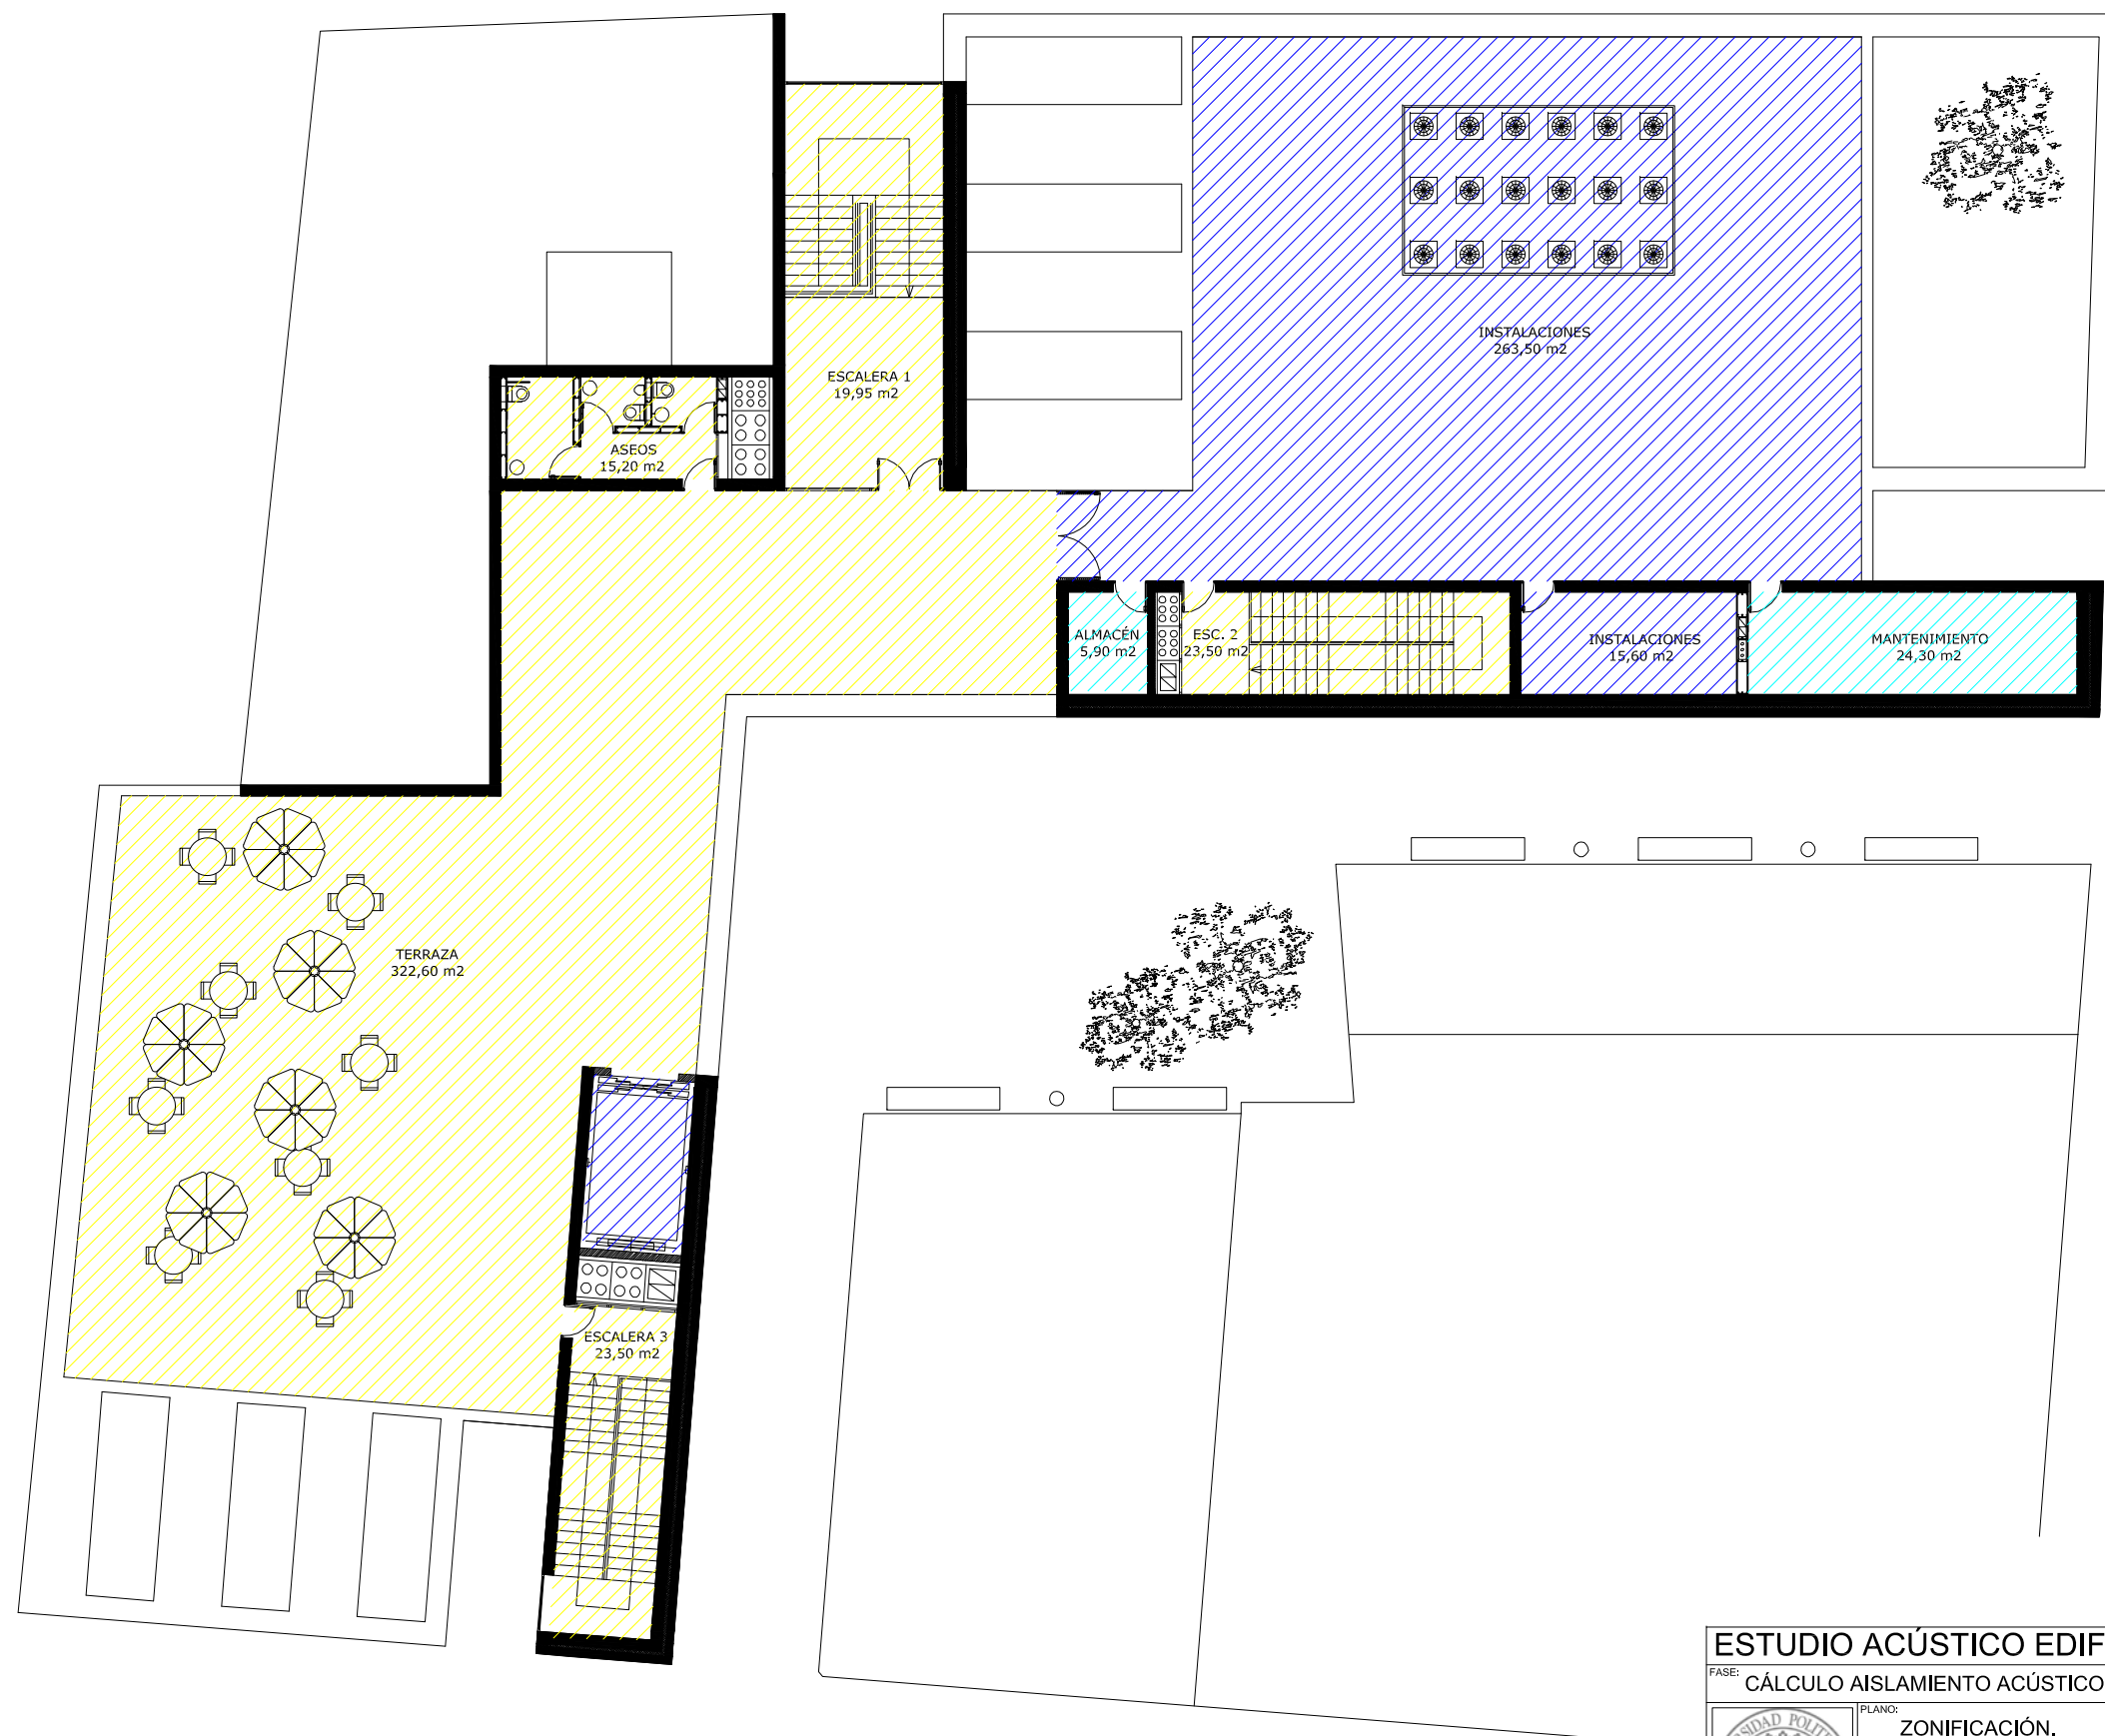 INSTALACIONES
263,50 m2
ESCALERA 1
19,95 m2
ASEOS
15,20 m2
ALMACÉN
5,90 m2
ESC. 2
23,50 m2
INSTALACIONES
15,60 m2
MANTENIMIENTO
24,30 m2
TERRAZA
322,60 m2
ESCALERA 3
23,50 m2
ESTUDIO ACÚSTICO EDIF
FASE: CÁLCULO AISLAMIENTO ACÚSTICO
PLANO:
ZONIFICACIÓN.